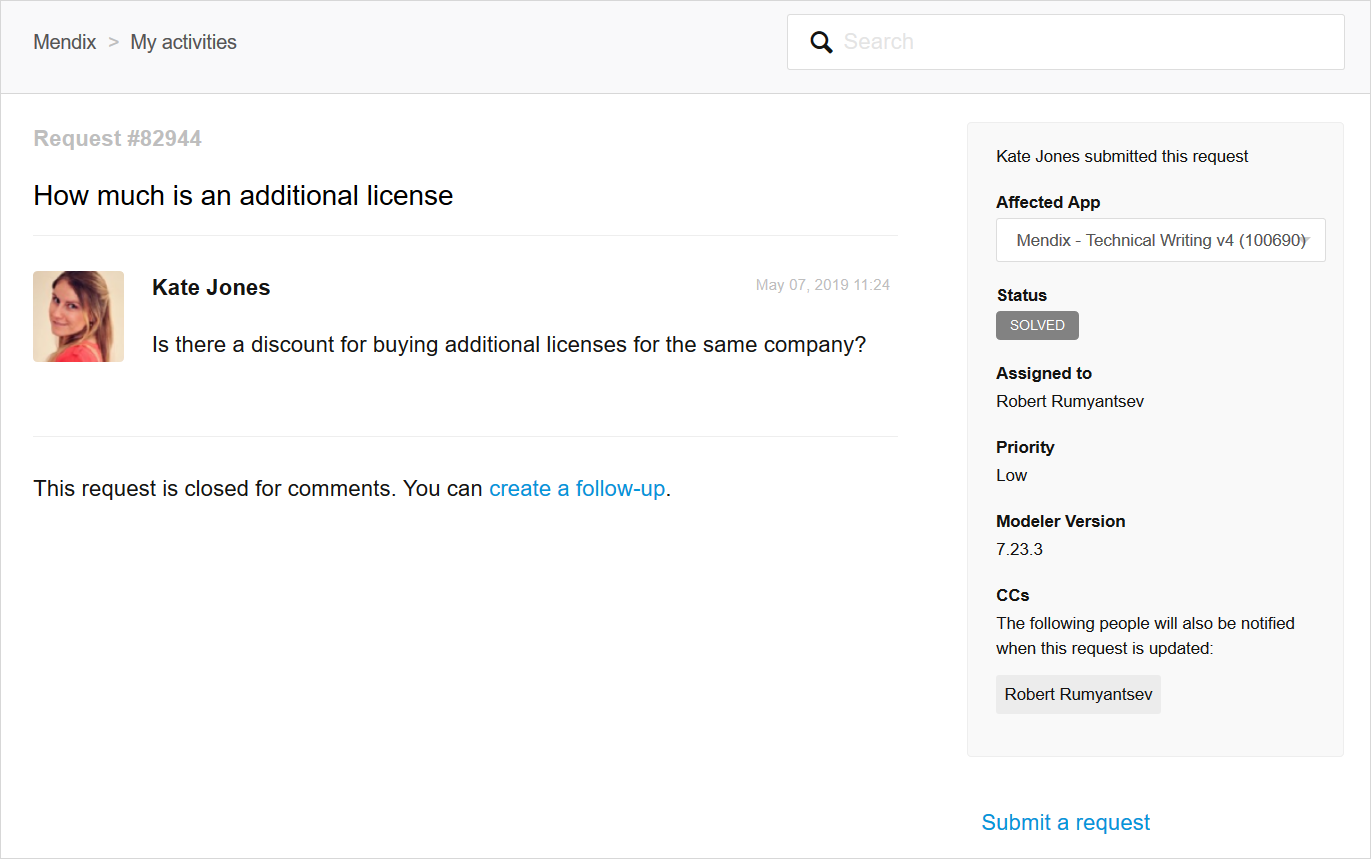 Mendix > My activities
Search
Request #82944
How much is an additional license
Kate Jones
May 07, 2019 11:24
Is there a discount for buying additional licenses for the same company?
This request is closed for comments. You can create a follow-up.
Kate Jones submitted this request
Affected App
Mendix - Technical Writing v4 (100690)
Status
SOLVED
Assigned to
Robert Rumyantsev
Priority
Low
Modeler Version
7.23.3
CCs
The following people will also be notified
when this request is updated:
Robert Rumyantsev
Submit a request